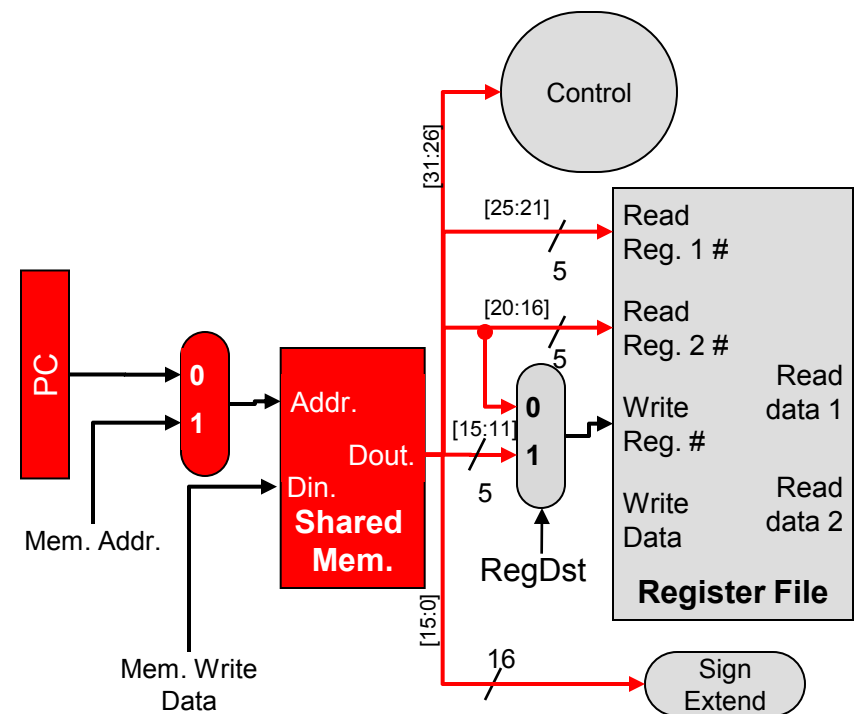 Control
[31:26]
[25:21]
5
Read
Reg. 1 #
[20:16]
5
Read
Reg. 2 #
PC
0
1
Addr.
Dout.
Din.
Shared
Mem.
[15:11]
5
0
1
Write
Reg. #
Read
data 1
Write
Data
Read
data 2
Register File
Mem. Addr.
RegDst
[15:0]
Mem. Write
Data
16
Sign
Extend